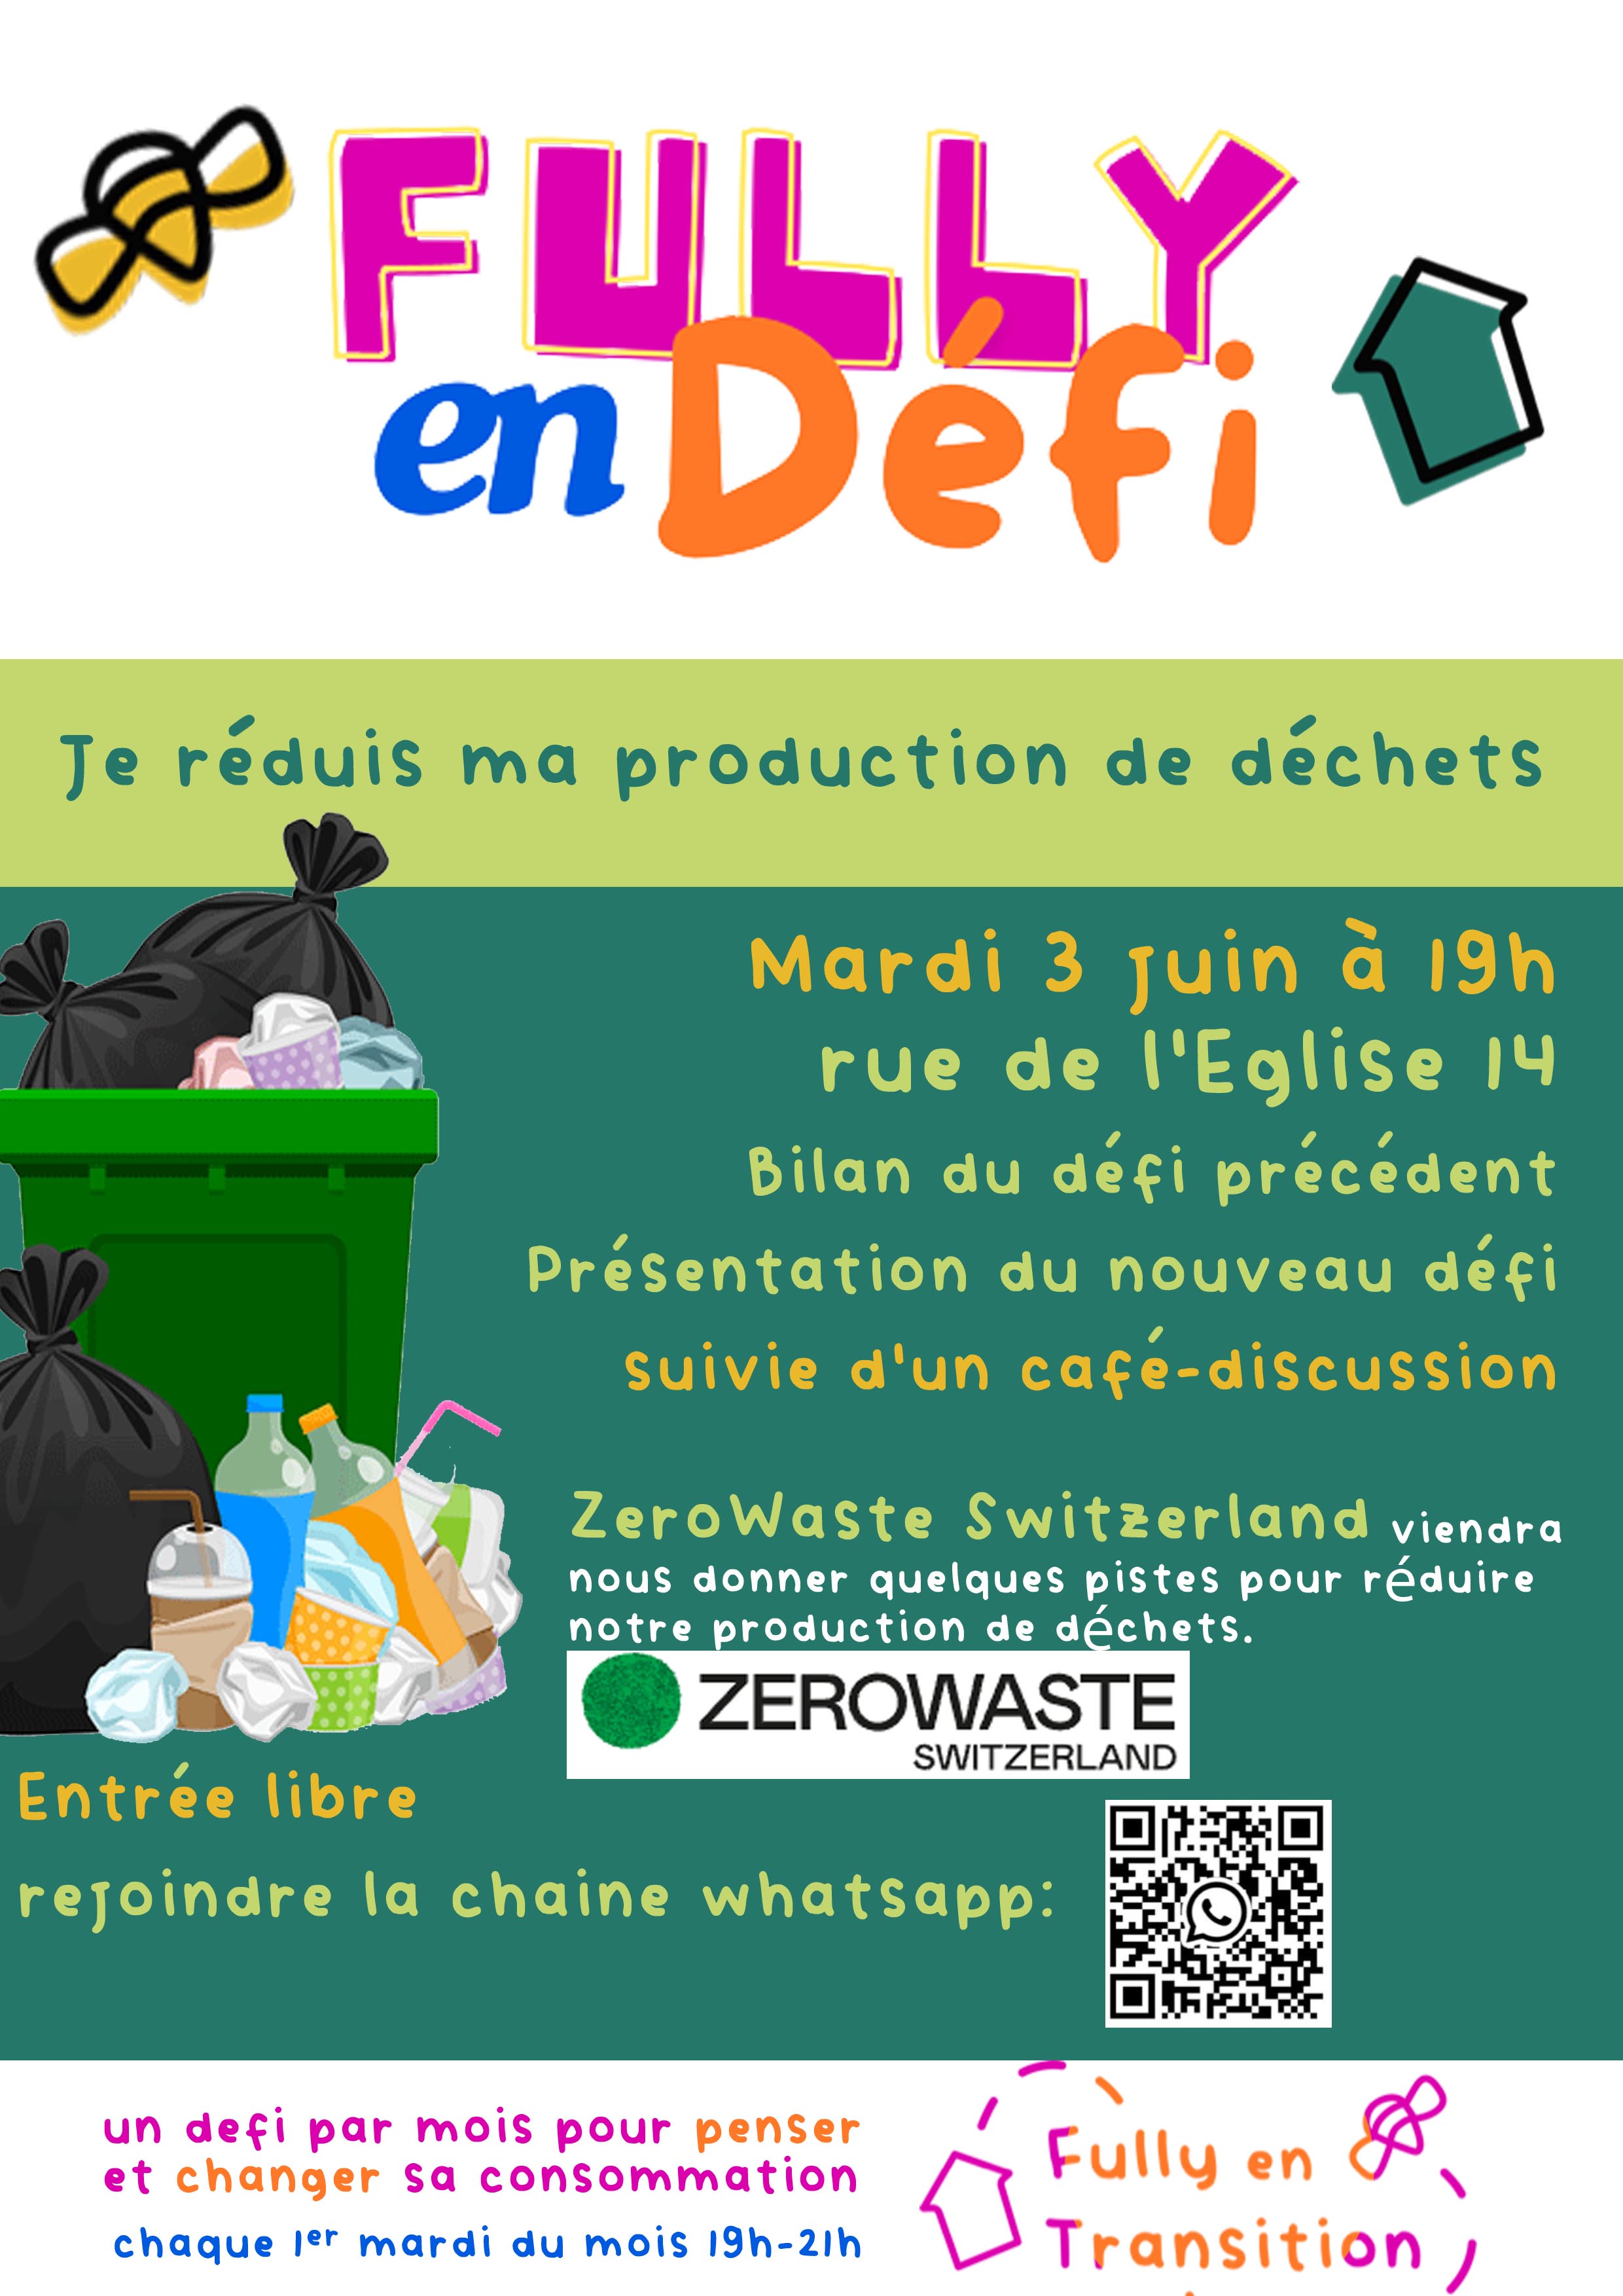 FULLY
en Défi
Je réduis ma production de déchets
Mardi 3 juin à 19h
rue de l'Eglise 14
Bilan du défi précédent
Présentation du nouveau défi
suivie d'un café-discussion
ZeroWaste Switzerland viendra
nous donner quelques pistes pour réduire
notre production de déchets.
ZEROWASTE
SWITZERLAND
Entrée libre
rejoindre la chaine whatsapp:
un defi par mois pour penser
et changer sa consommation
chaque 1er mardi du mois 19h-21h
Fully en
Transition